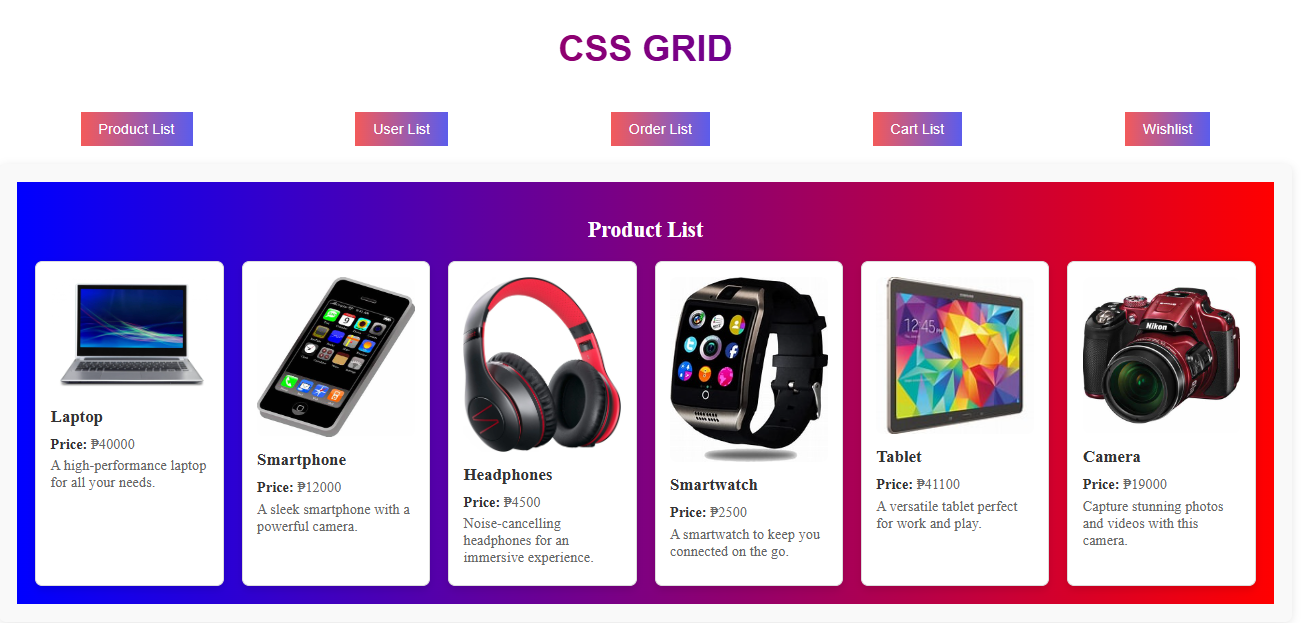 CSS GRID
Product List
User List
Order List
Cart List
Wishlist
Product List
Laptop
Price: ₱40000
A high-performance laptop
for all your needs.
Smartphone
Price: ₱12000
A sleek smartphone with a
powerful camera.
Headphones
Price: ₱4500
Noise-cancelling
headphones for an
immersive experience.
Smartwatch
Price: ₱2500
A smartwatch to keep you
connected on the go.
12:45
Tablet
Price: ₱41100
A versatile tablet perfect
for work and play.
Nikon
Camera
Price: ₱19000
Capture stunning photos
and videos with this
camera.